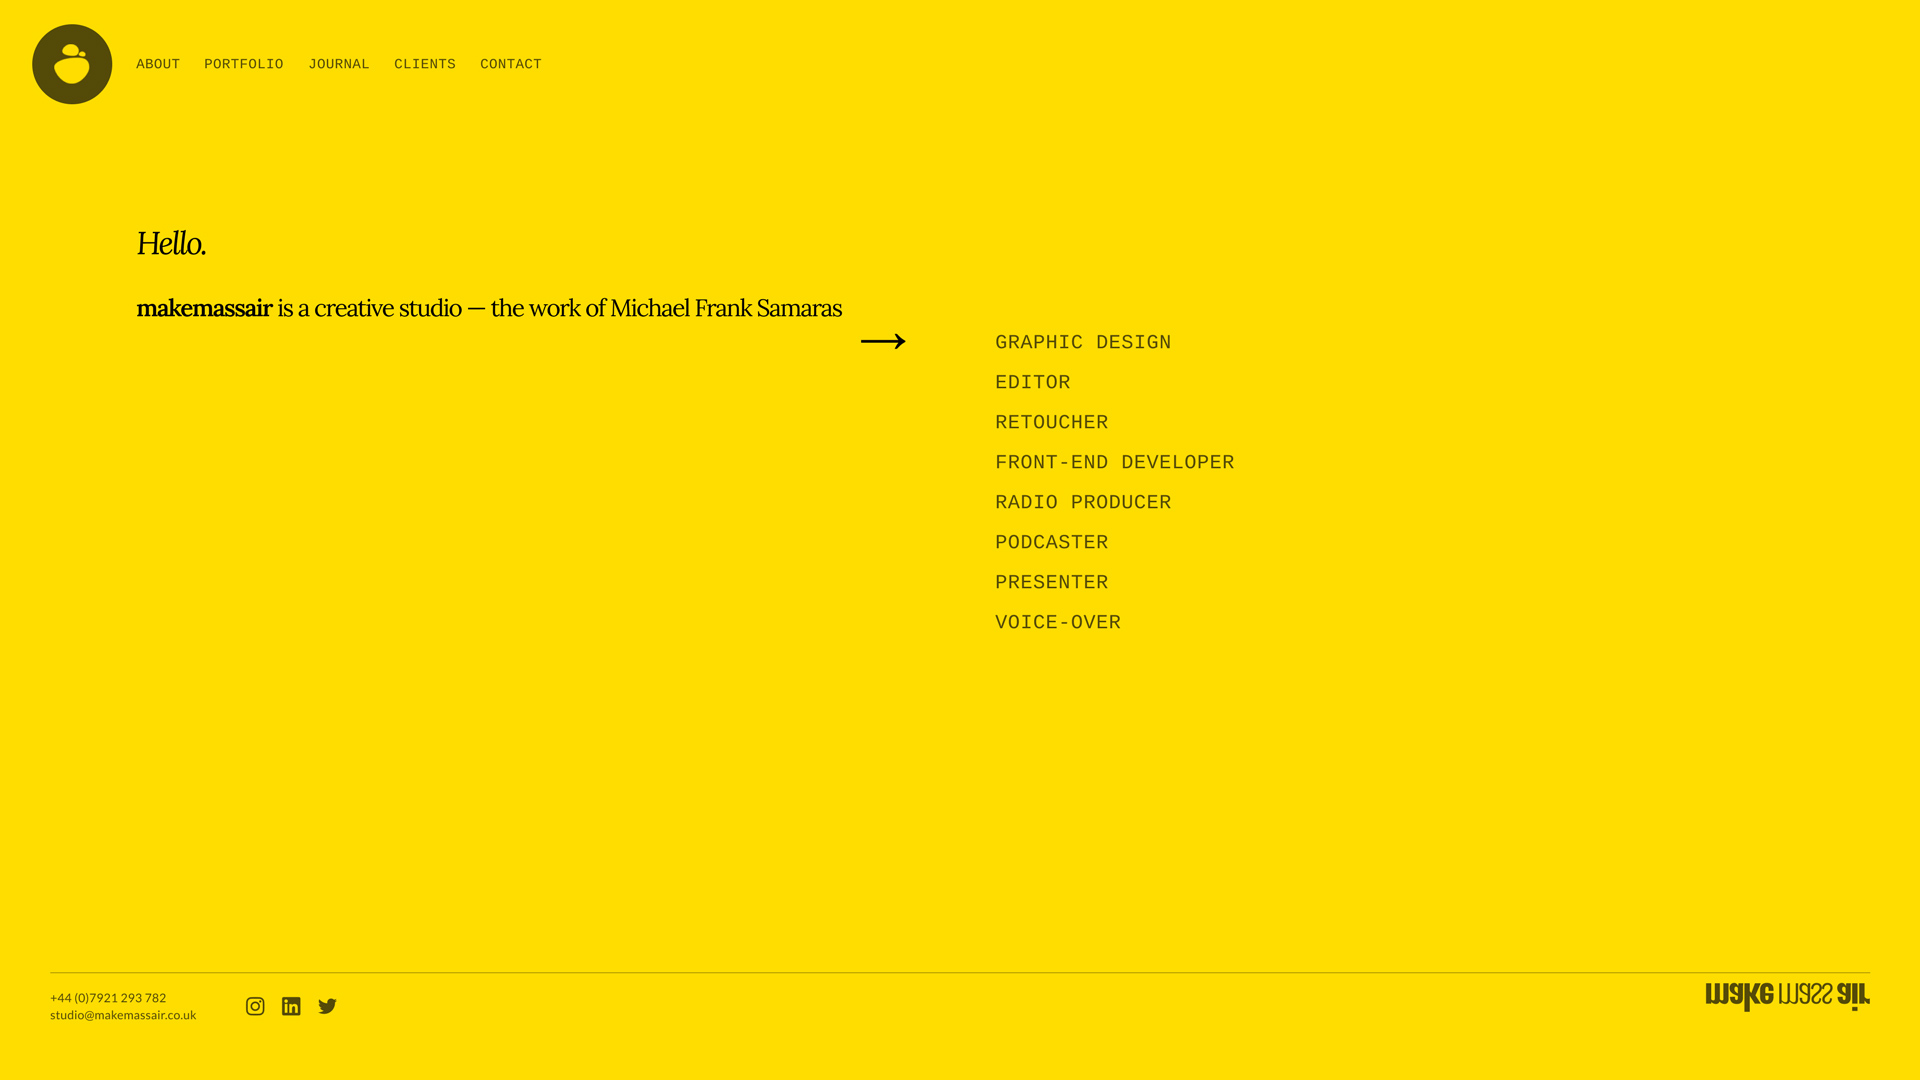 ABOUT PORTFOLIO JOURNAL CLIENTS CONTACT
Hello.
makemassair is a creative studio — the work of Michael Frank Samaras
→
GRAPHIC DESIGN
EDITOR
RETOUCHER
FRONT-END DEVELOPER
RADIO PRODUCER
PODCASTER
PRESENTER
VOICE-OVER
+44 (0)7921 293 782
studio@makemassair.co.uk
make mass air